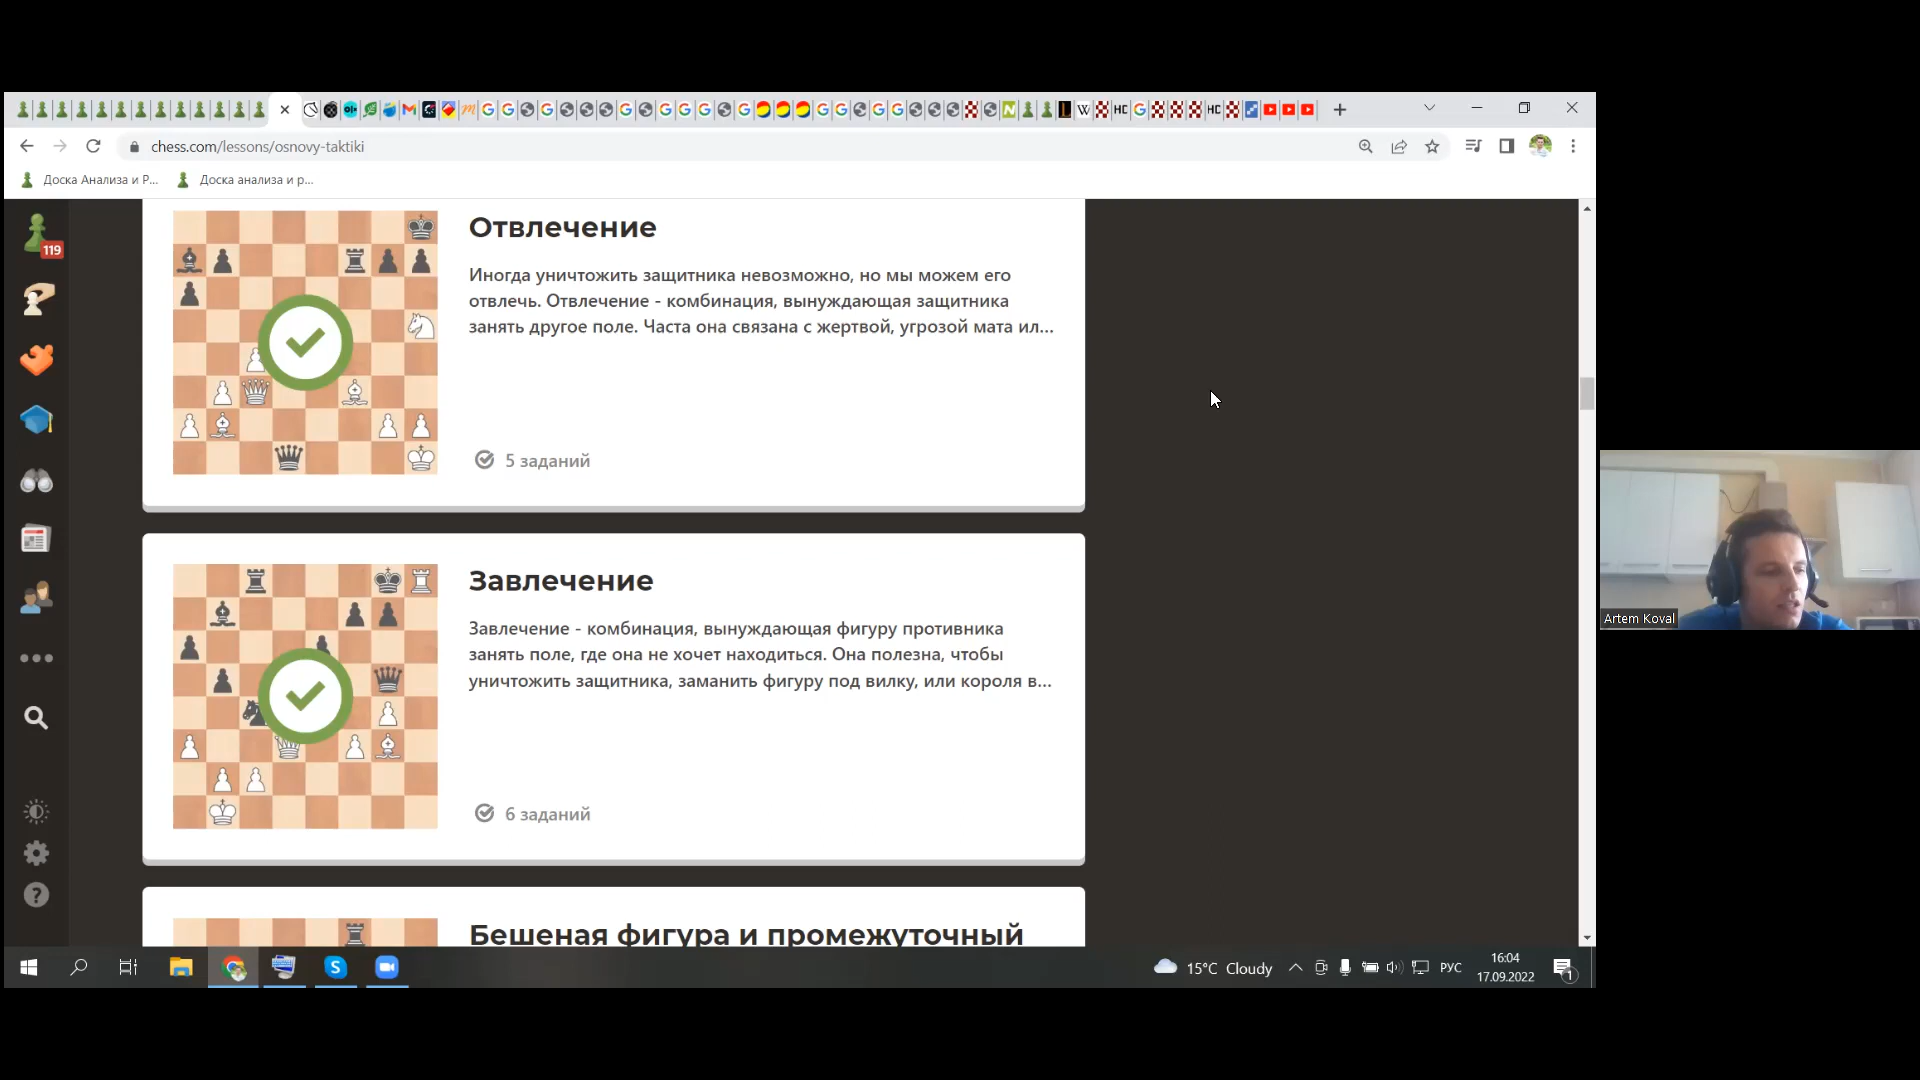 chess.com/lessons/osnovy-taktiki
Доска Анализа и Р...
Доска анализа и р...
119
Отвлечение
Иногда уничтожить защитника невозможно, но мы можем его
отвлечь. Отвлечение - комбинация, вынуждающая защитника
занять другое поле. Часта она связана с жертвой, угрозой мата ил...
5 заданий
Завлечение
Завлечение - комбинация, вынуждающая фигуру противника
занять поле, где она не хочет находиться. Она полезна, чтобы
уничтожить защитника, заманить фигуру под вилку, или короля в...
6 заданий
Бешеная фигура и промежуточный
Artem Koval
15°C Cloudy
РУС
16:04
17.09.2022
1